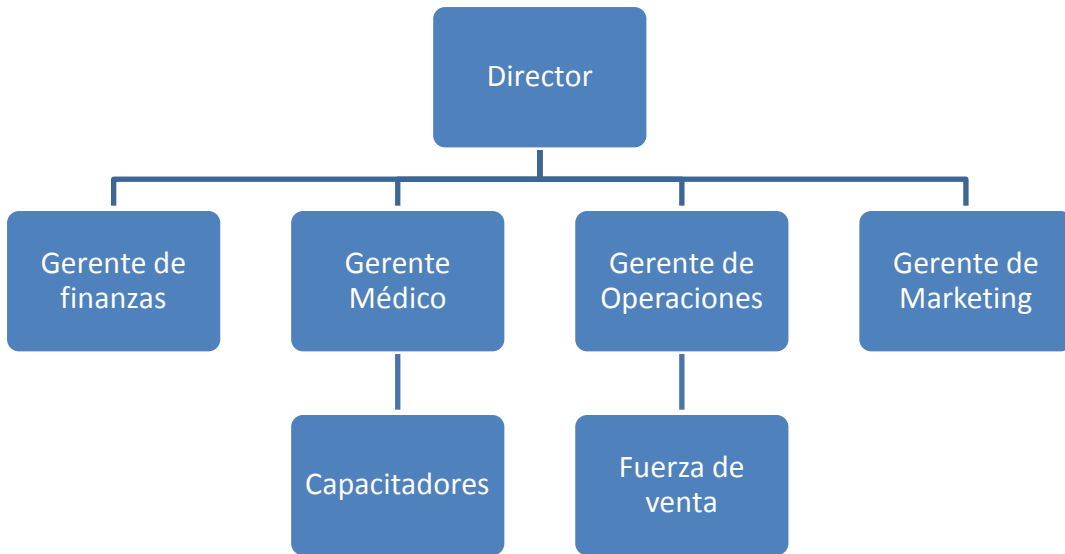 Director
Gerente de
finanzas
Gerente
Médico
Gerente de
Operaciones
Gerente de
Marketing
Capacitadores
Fuerza de
venta